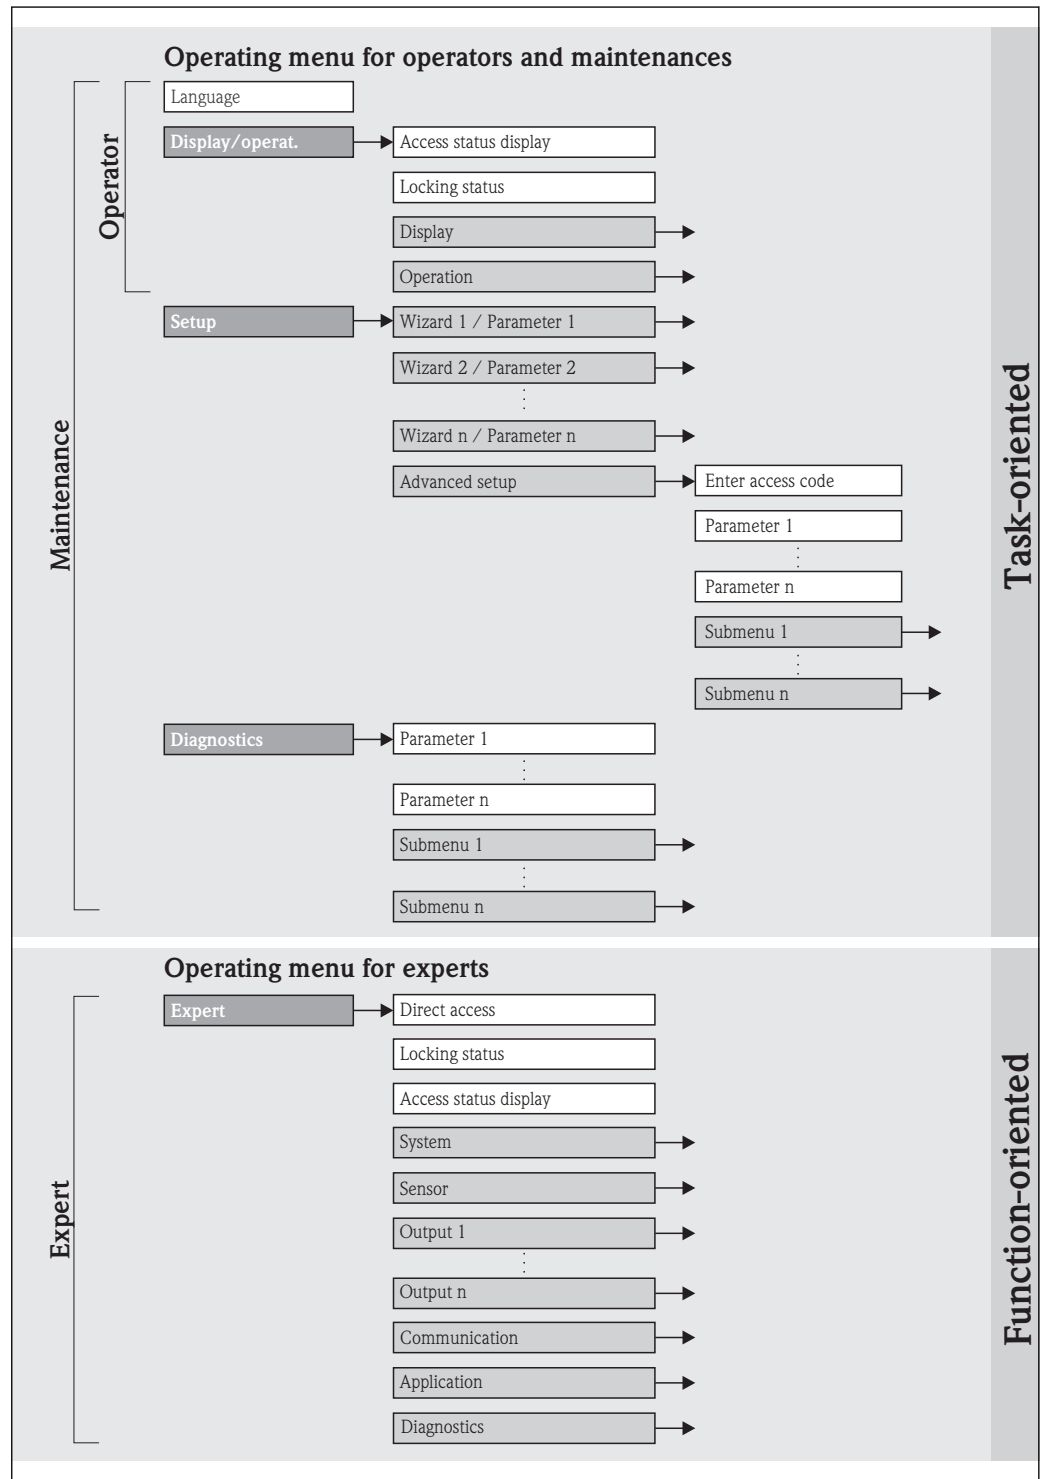 Operating menu for operators and maintenances
Language
Display/operat.
Access status display
Locking status
Display
Operation
Operator
Setup
Wizard 1 / Parameter 1
Wizard 2 / Parameter 2
Wizard n / Parameter n
Advanced setup
Enter access code
Parameter 1
Parameter n
Submenu 1
Submenu n
Diagnostics
Parameter 1
Parameter n
Submenu 1
Submenu n
Maintenance
Task-oriented
Operating menu for experts
Expert
Direct access
Locking status
Access status display
System
Sensor
Output 1
Output n
Communication
Application
Diagnostics
Expert
Function-oriented